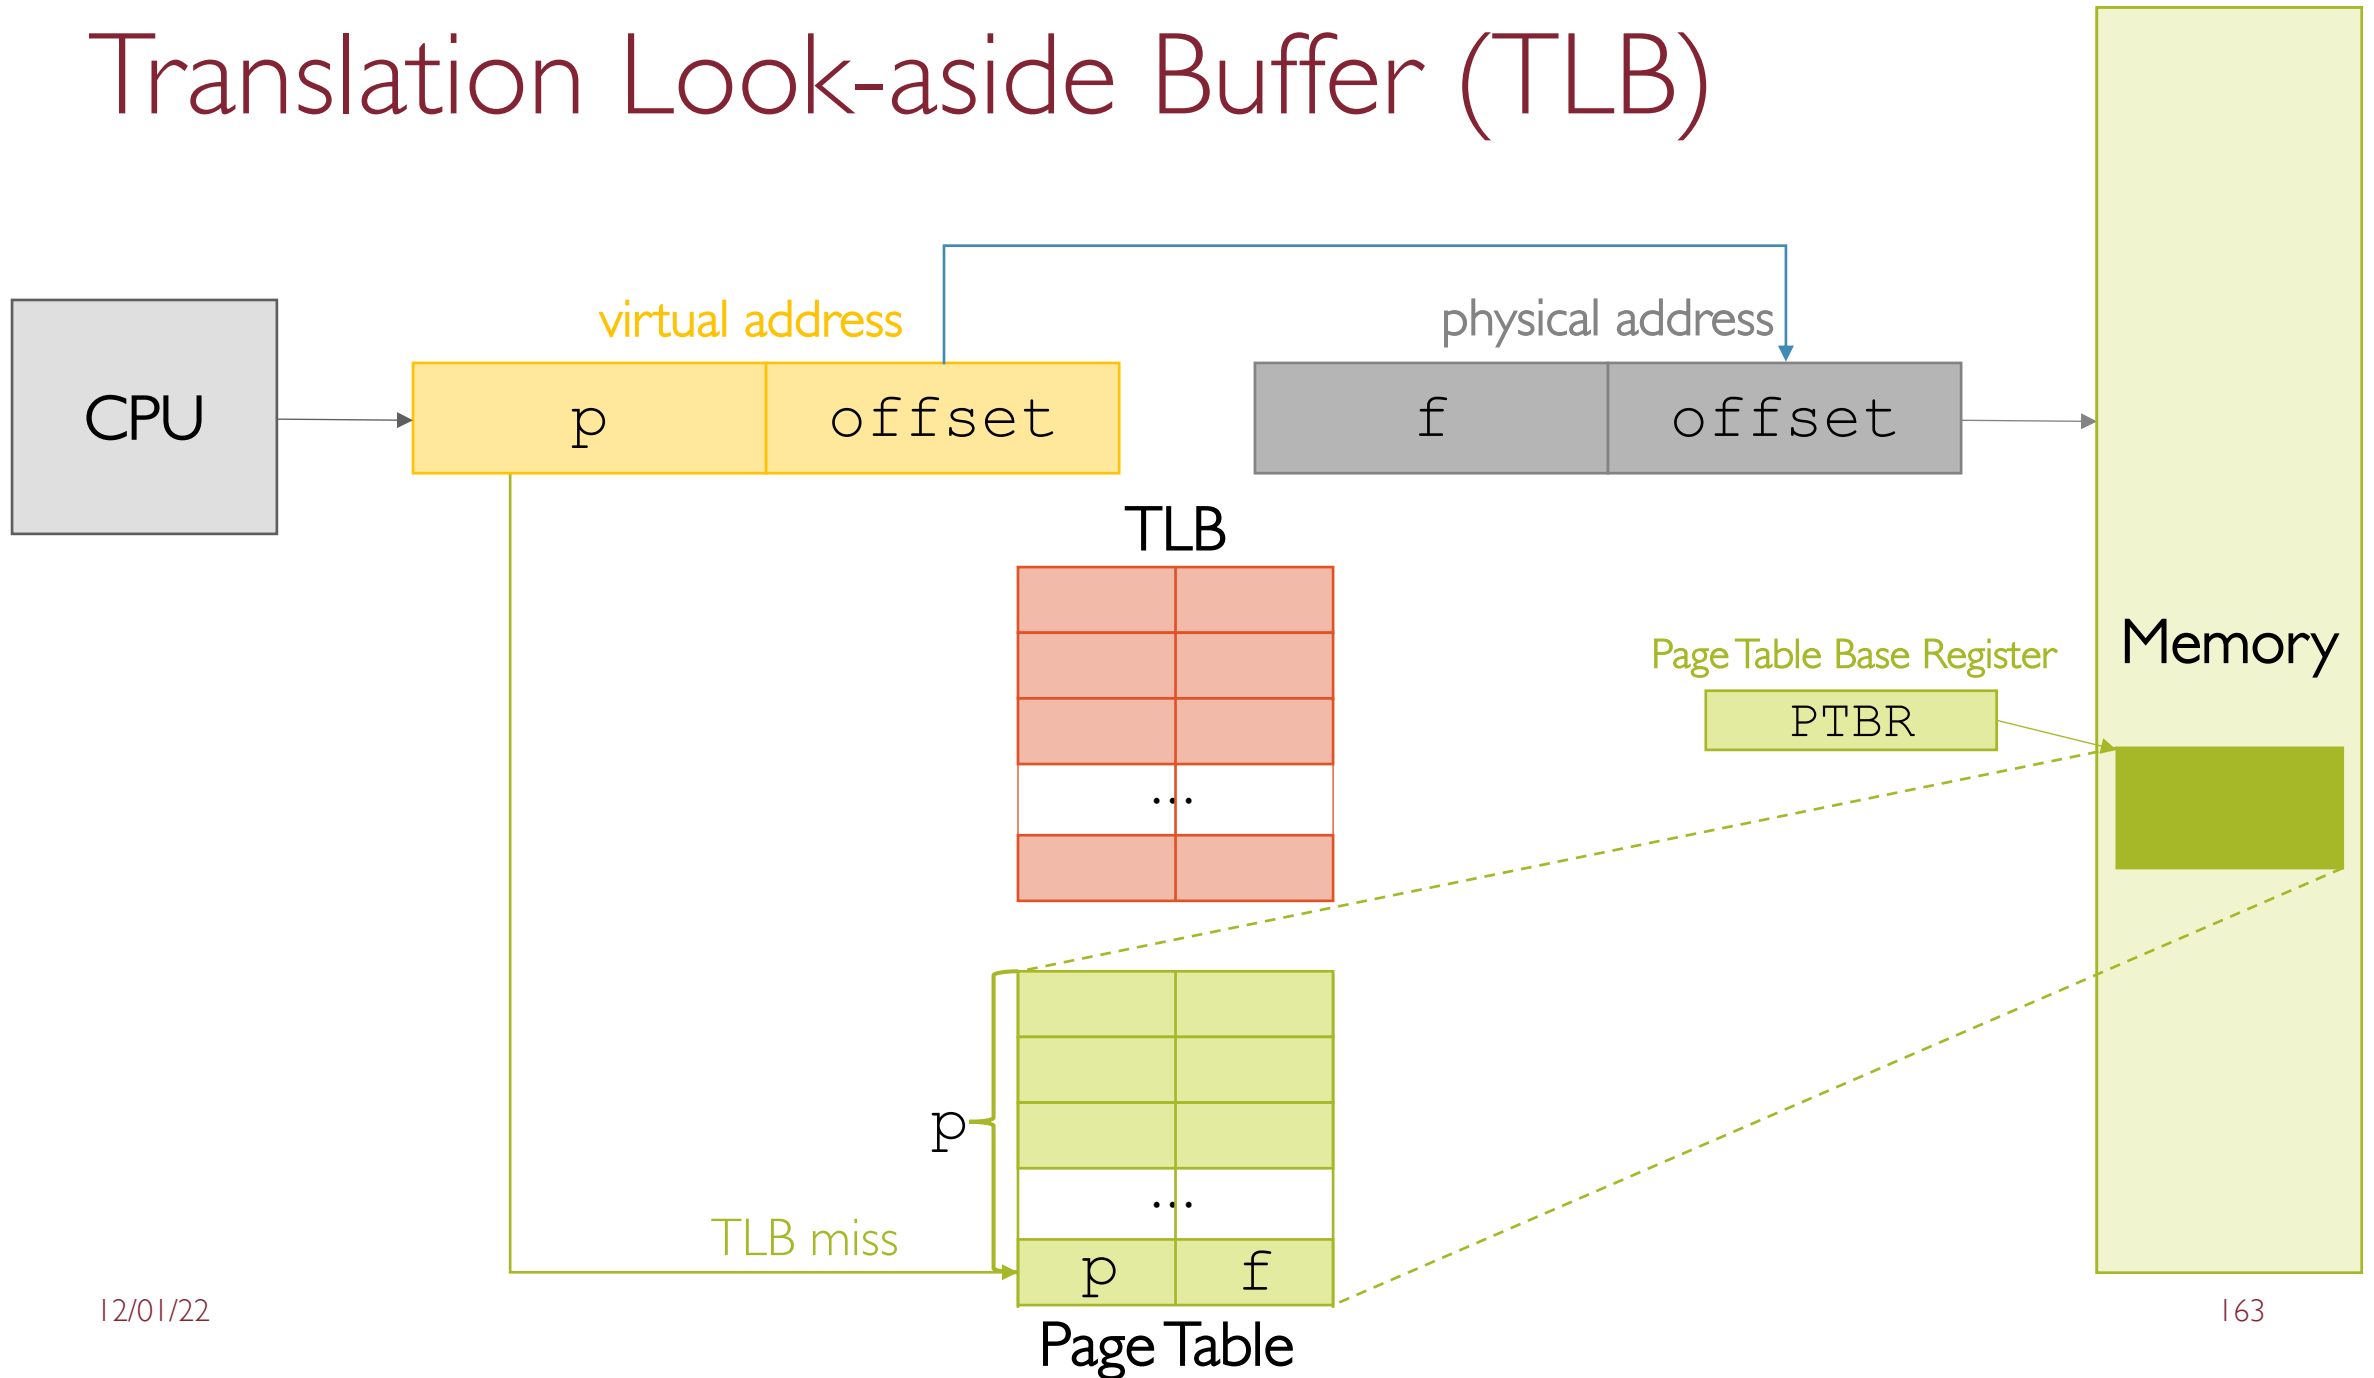 Translation Look-aside Buffer (TLB)
virtual address
physical address
CPU
p
offset
f
offset
TLB
Page Table Base Register
Memory
PTBR
...
p
...
TLB miss
p
f
12/01/22
163
Page Table